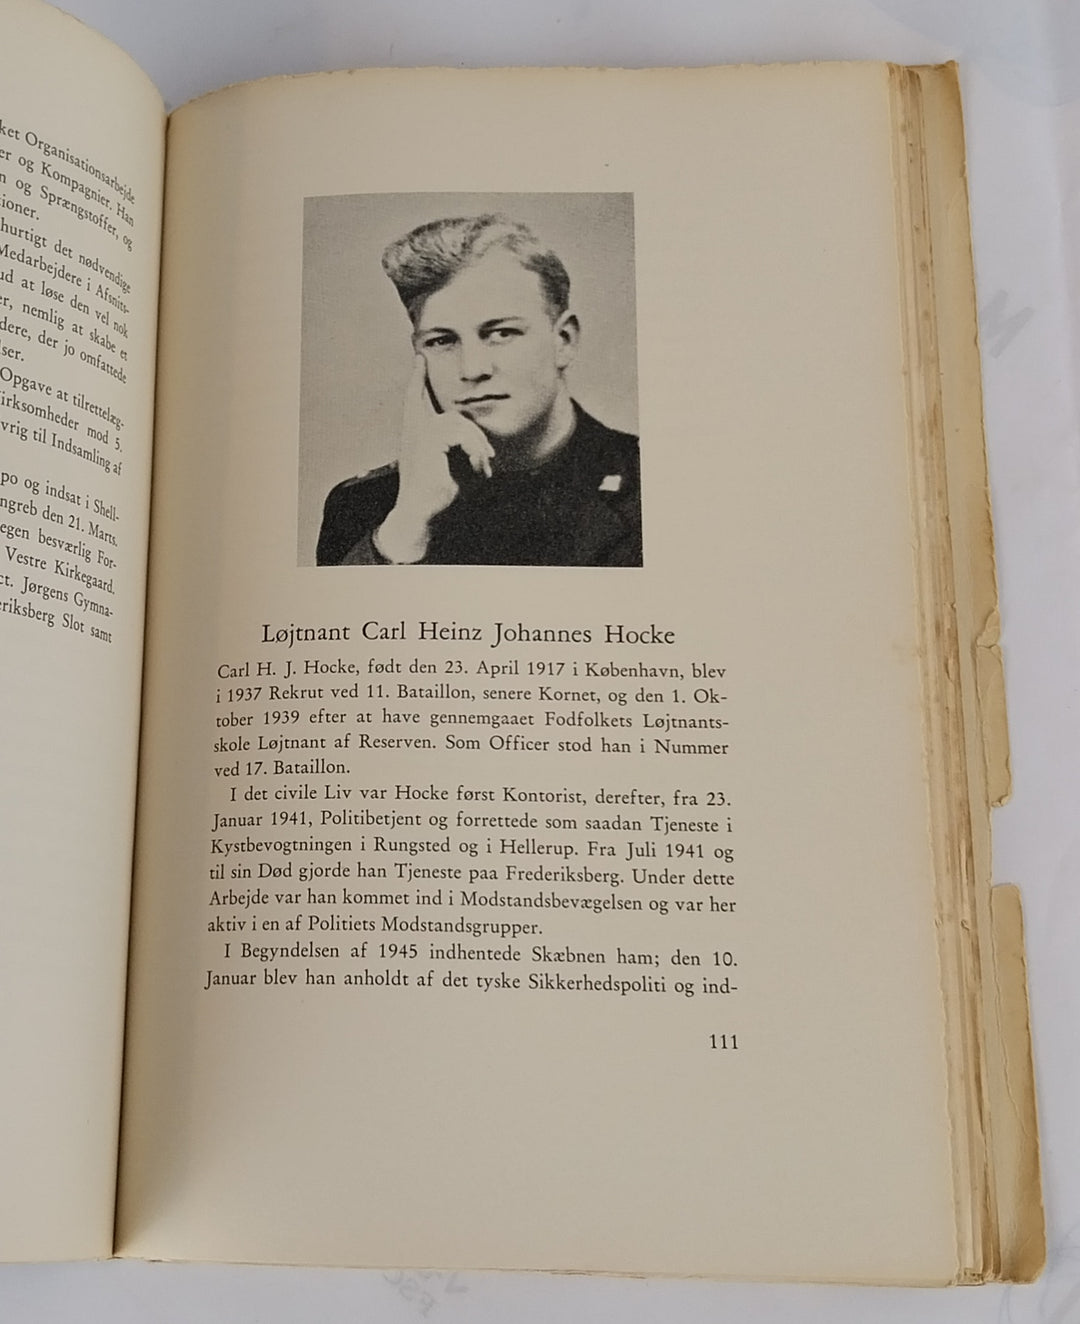 ket Organisationsarbejde
er og Kompagnier. Han
n og Sprængstoffer, og
ioner.
hurtigt det nødvendige
Medarbejdere i Afsnits-
ud at løse den vel nok
er, nemlig at skabe et
dere, der jo omfattede
ser.
Opgave at tilrettelæg-
irksomheder mod 5.
vrig til Indsamling af
po og indsat i Shell-
ngreb den 21. Marts.
egen besværlig For-
Vestre Kirkegaard.
ct. Jørgens Gymna-
eriksberg Slot samt
Løjtnant Carl Heinz Johannes Hocke
Carl H. J. Hocke, født den 23. April 1917 i København, blev
i 1937 Rekrut ved 11. Bataillon, senere Kornet, og den 1. Ok-
tober 1939 efter at have gennemgaaet Fodfolkets Løjtnants-
skole Løjtnant af Reserven. Som Officer stod han i Nummer
ved 17. Bataillon.
I det civile Liv var Hocke først Kontorist, derefter, fra 23.
Januar 1941, Politibetjent og forrettede som saadan Tjeneste i
Kystbevogtningen i Rungsted og i Hellerup. Fra Juli 1941 og
til sin Død gjorde han Tjeneste paa Frederiksberg. Under dette
Arbejde var han kommet ind i Modstandsbevægelsen og var her
aktiv i en af Politiets Modstandsgrupper.
I Begyndelsen af 1945 indhentede Skæbnen ham; den 10.
Januar blev han anholdt af det tyske Sikkerhedspoliti og ind-
111